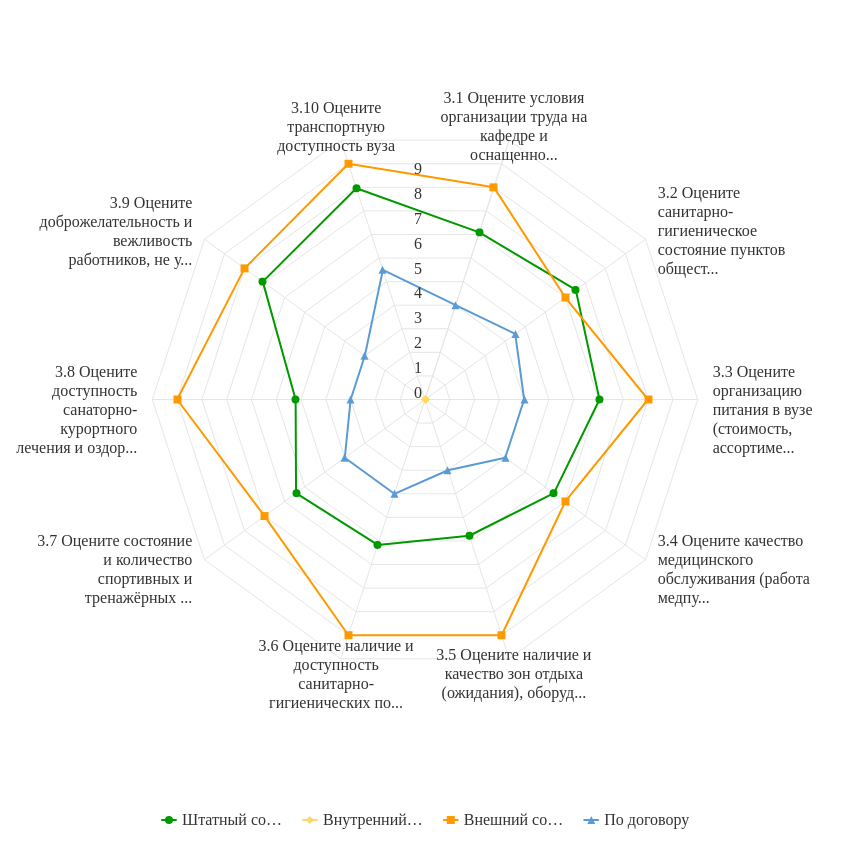 3.10 Оцените
транспортную
доступность вуза
3.1 Оцените условия
организации труда на
кафедре и
оснащенно...
3.2 Оцените
санитарно-
гигиеническое
состояние пунктов
общест...
3.3 Оцените
организацию
питания в вузе
(стоимость,
ассортиме...
3.4 Оцените качество
медицинского
обслуживания (работа
медпу...
3.5 Оцените наличие и
качество зон отдыха
(ожидания), оборуд...
3.6 Оцените наличие и
доступность
санитарно-
гигиенических по...
3.7 Оцените состояние
и количество
спортивных и
тренажёрных ...
3.8 Оцените
доступность
санаторно-
курортного
лечения и оздор...
3.9 Оцените
доброжелательность и
вежливость
работников, не у...
9
8
7
6
5
4
3
2
1
0
Штатный со…
Внутренний…
Внешний со…
По договору